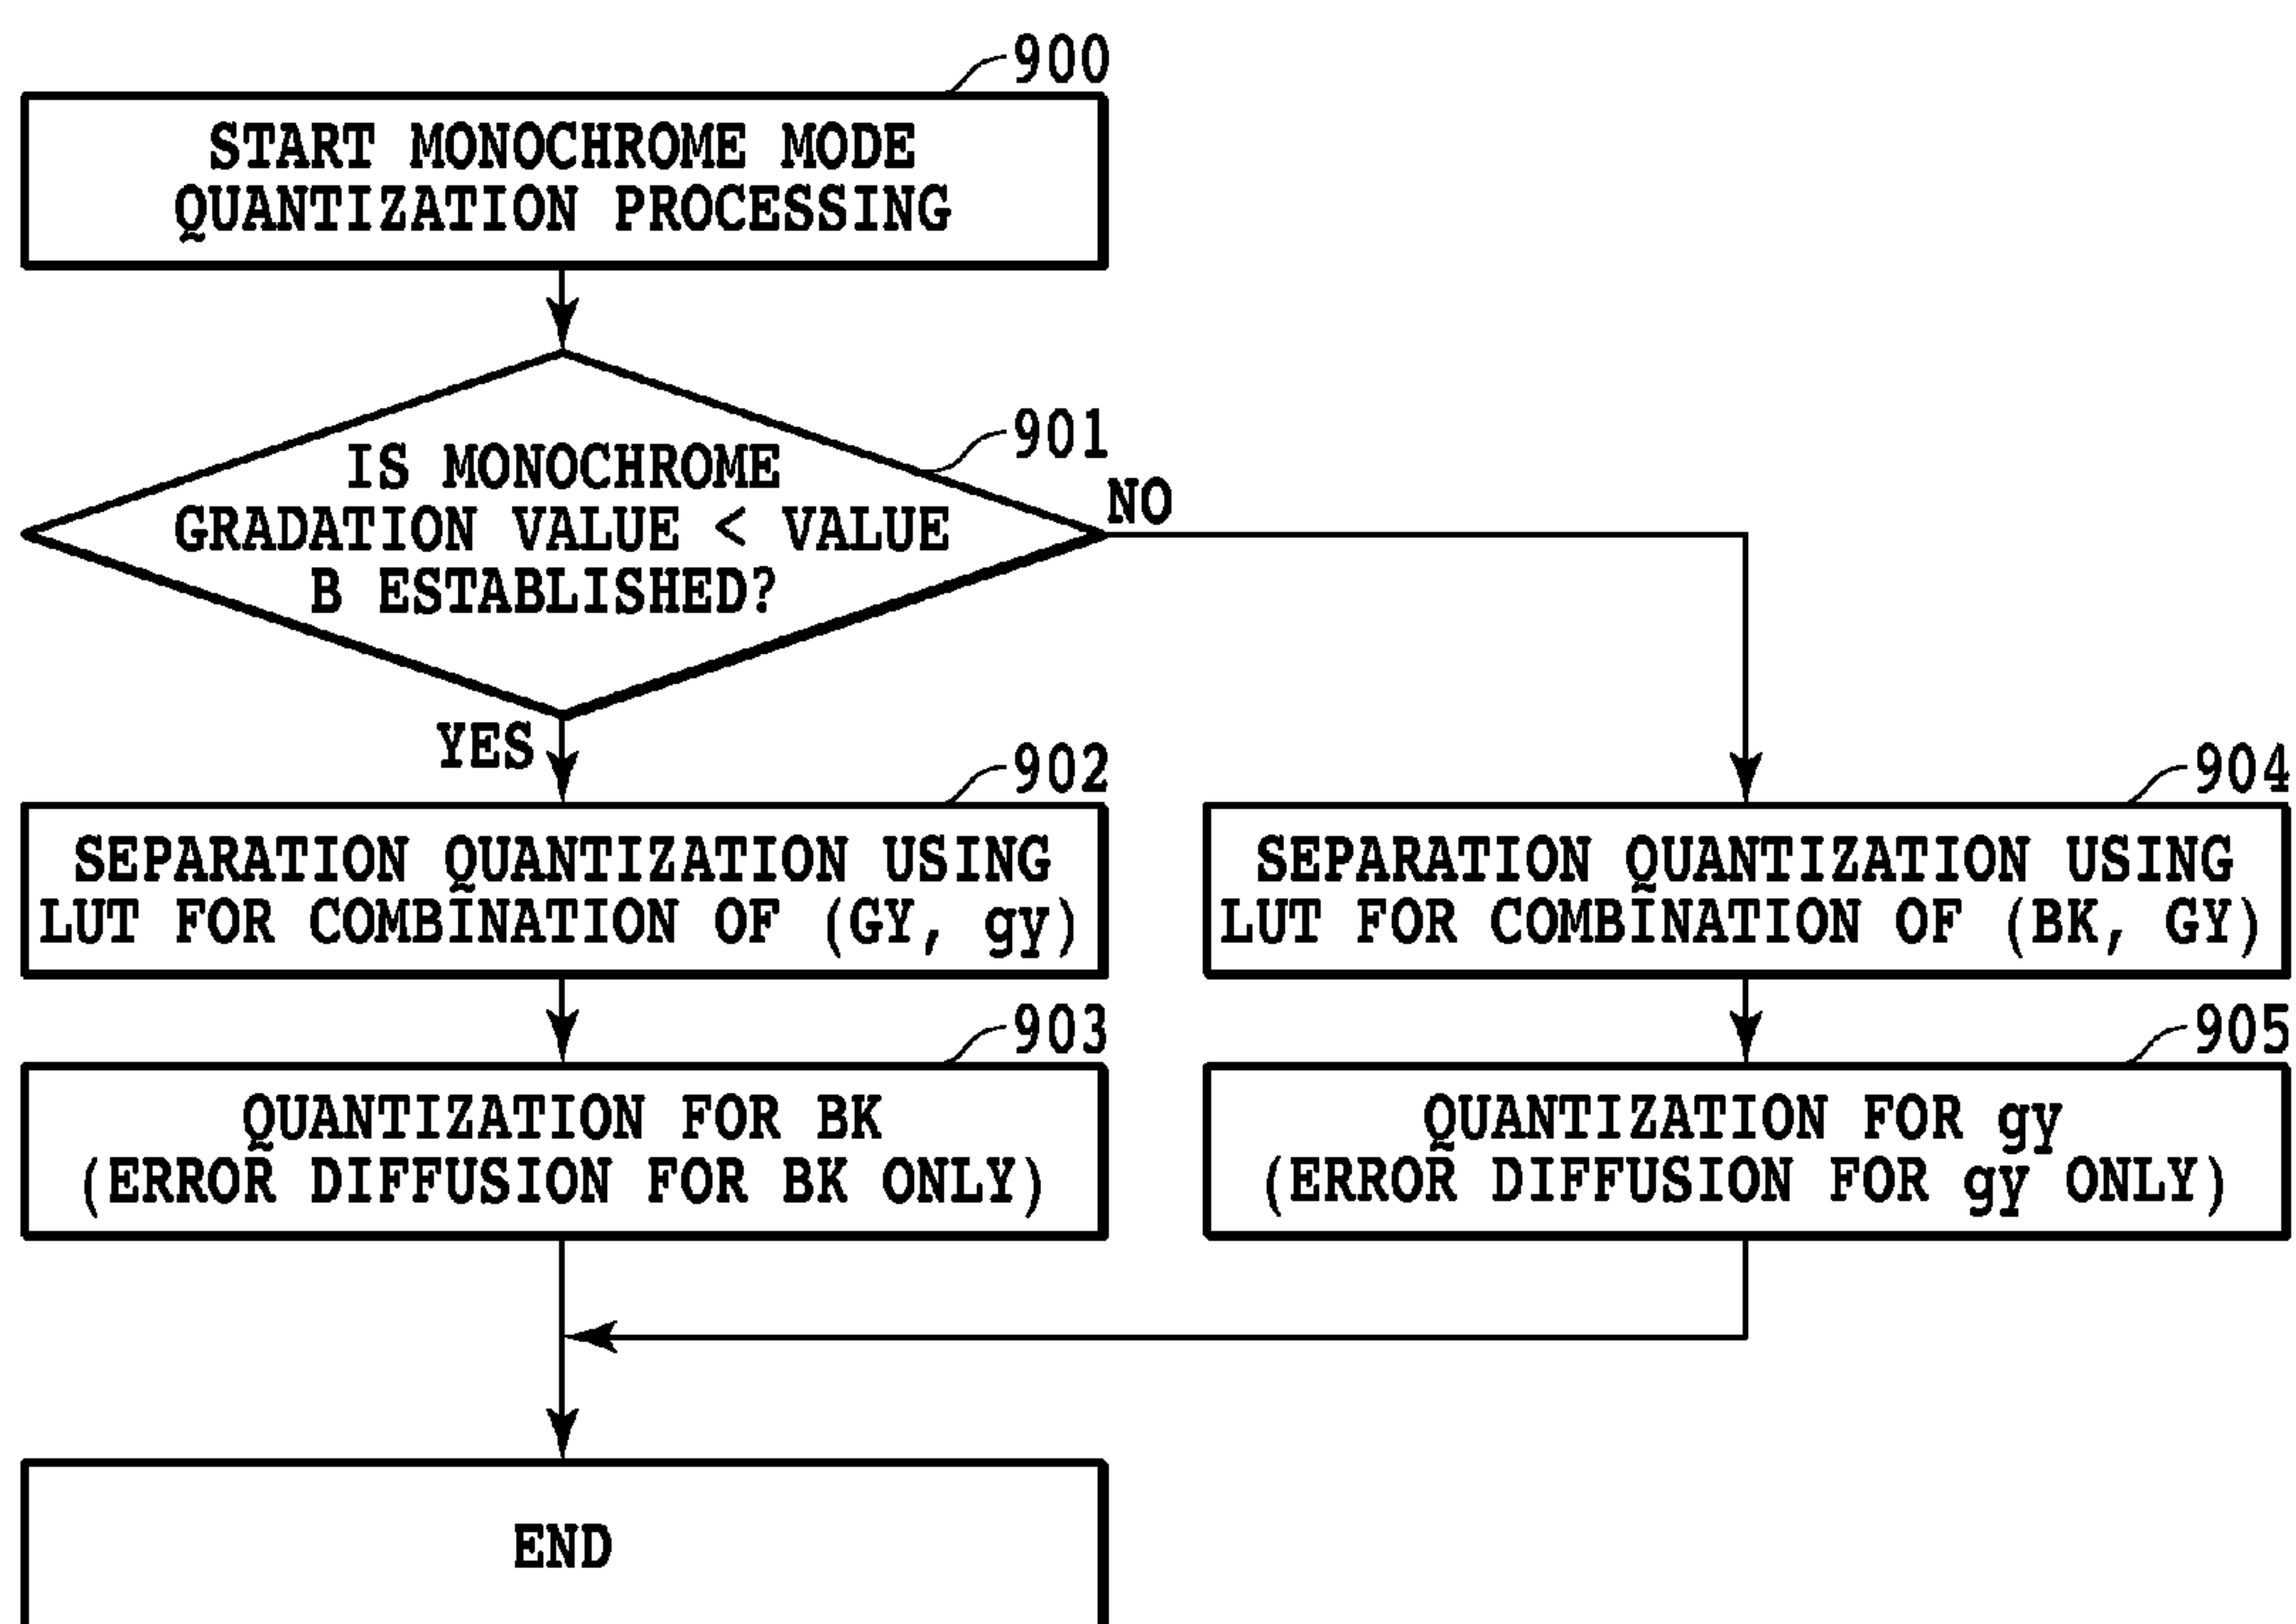 900
START MONOCHROME MODE
QUANTIZATION PROCESSING
901
IS MONOCHROME
GRADATION VALUE < VALUE
B ESTABLISHED?
NO
YES
902
SEPARATION QUANTIZATION USING
LUT FOR COMBINATION OF (GY, gy)
903
QUANTIZATION FOR BK
(ERROR DIFFUSION FOR BK ONLY)
904
SEPARATION QUANTIZATION USING
LUT FOR COMBINATION OF (BK, GY)
905
QUANTIZATION FOR gy
(ERROR DIFFUSION FOR gy ONLY)
END